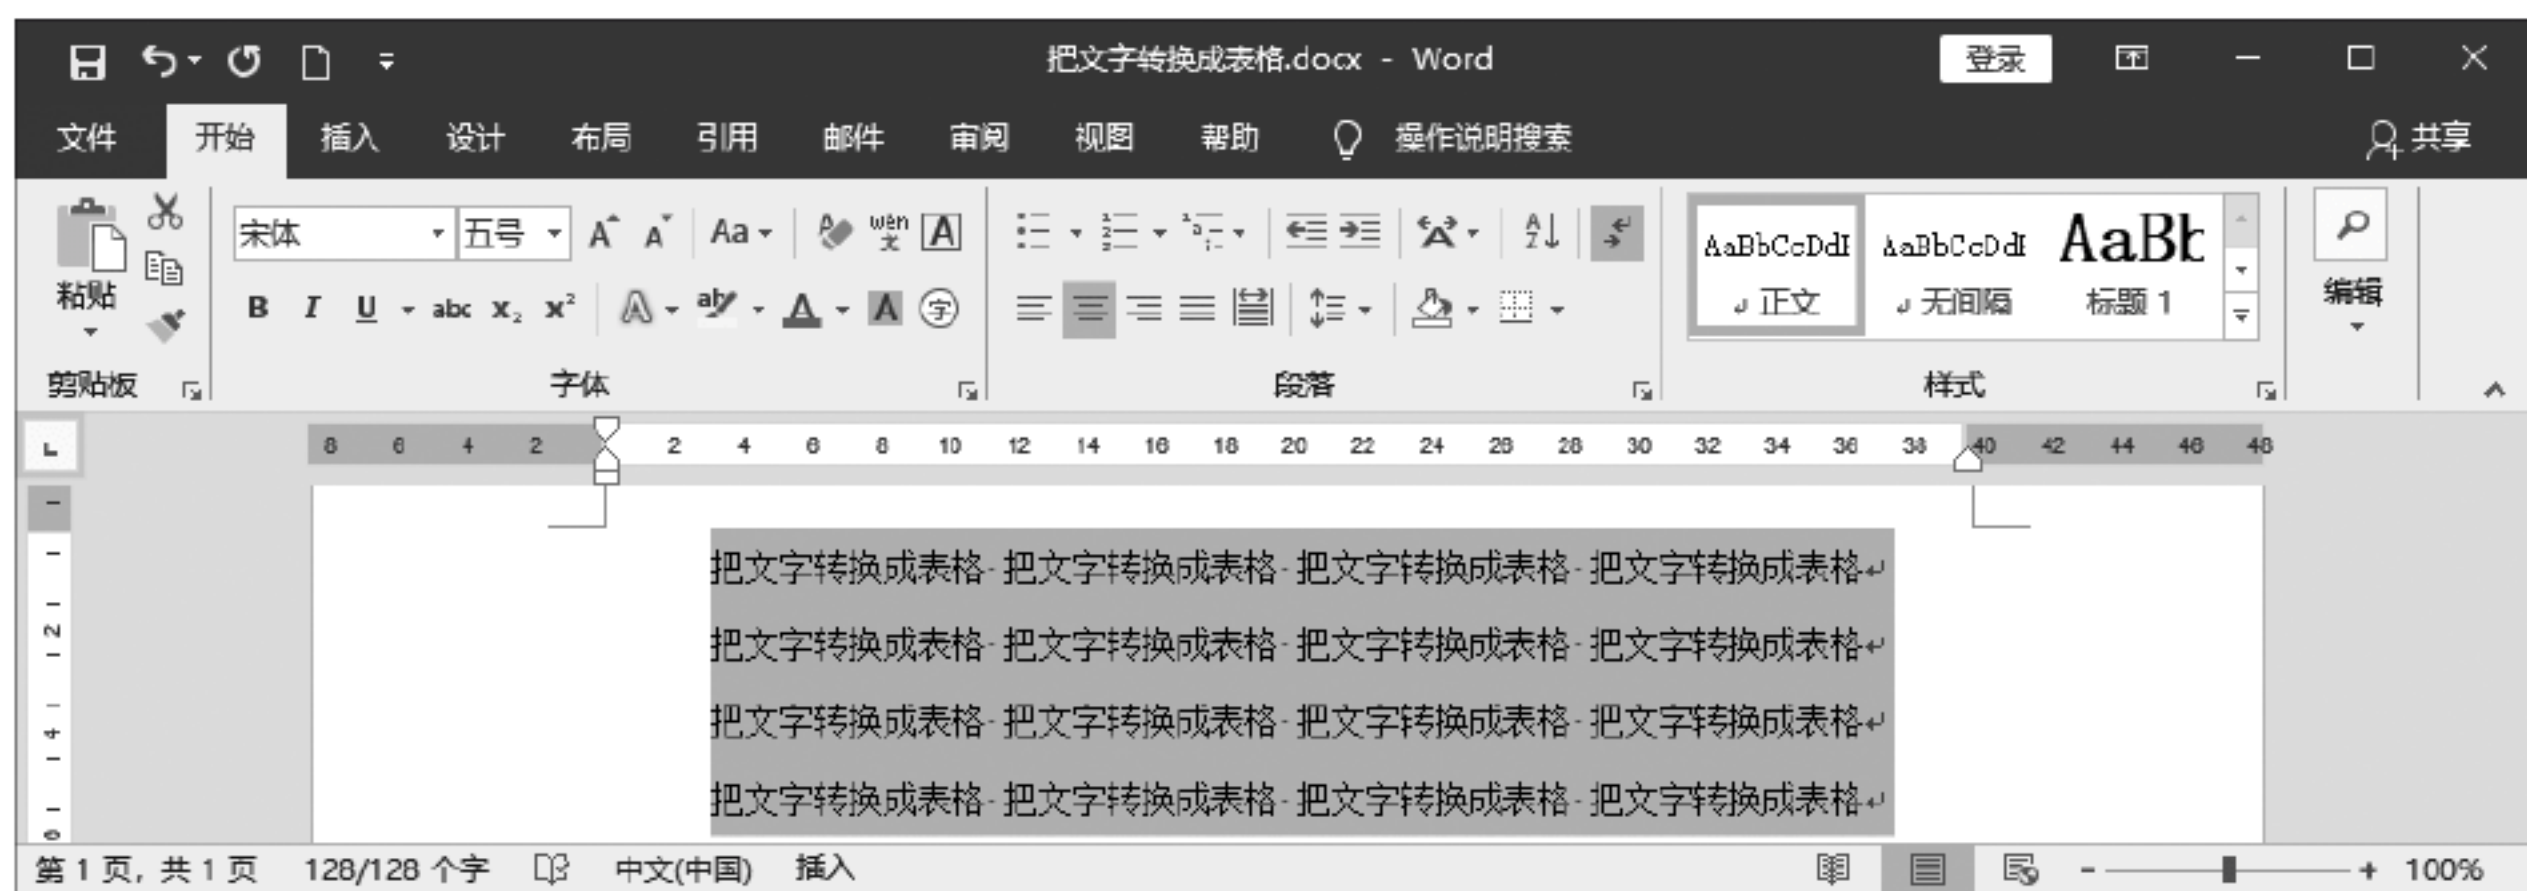 把文字转换成表格.docx - Word 登录
文件 开始 插入 设计 布局 引用 邮件 审阅 视图 帮助 操作说明搜索 共享
宋体 五号 A A Aa wén 文 A
粘贴
B I U abc X₂ X² A aby A A 字
AaBbCcDdI AaBbCcDdI AaBb
正文 无间隔 标题 1
编辑
剪贴板 字体 段落 样式
8 6 4 2 2 4 6 8 10 12 14 16 18 20 22 24 26 28 30 32 34 36 38 40 42 44 46 48
把文字转换成表格- 把文字转换成表格- 把文字转换成表格- 把文字转换成表格
把文字转换成表格- 把文字转换成表格- 把文字转换成表格- 把文字转换成表格
2
把文字转换成表格- 把文字转换成表格- 把文字转换成表格- 把文字转换成表格
4
把文字转换成表格- 把文字转换成表格- 把文字转换成表格- 把文字转换成表格
6
第 1 页, 共 1 页 128/128 个字 中文(中国) 插入 - + 100%